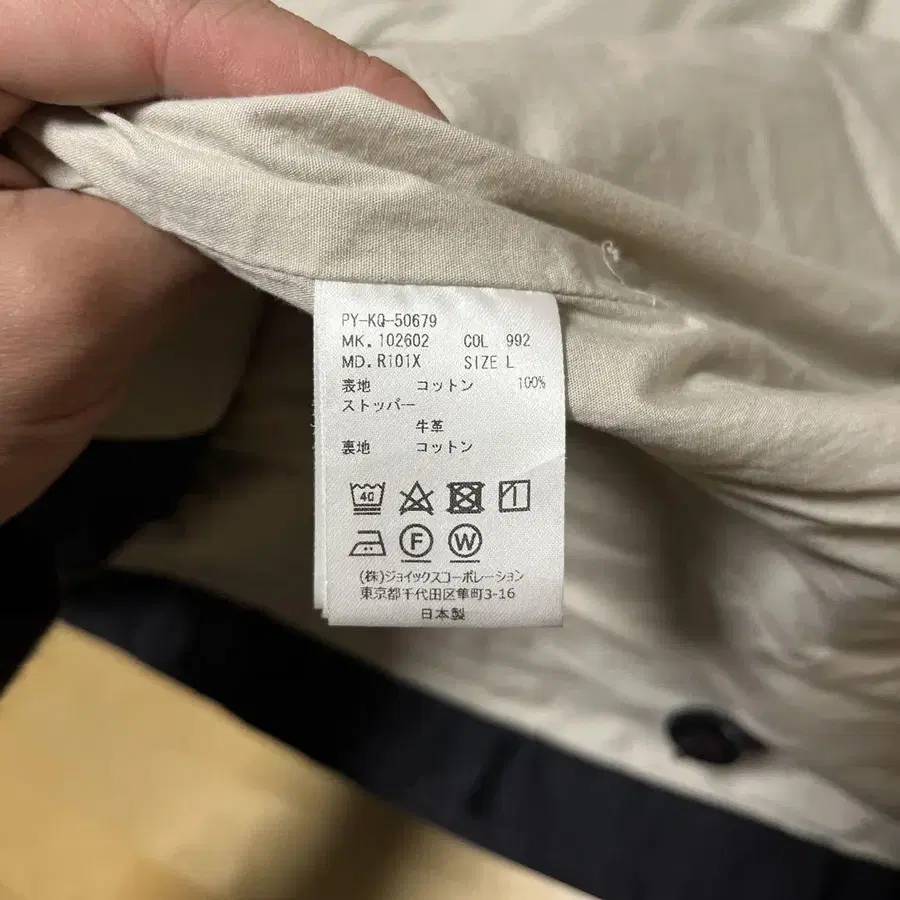 PY-KQ-50679
MK. 102602 COL 992
MD. R101X SIZE L
表地 コットン 100%
ストッパー
牛革
裏地 コットン
40
F W
(株)ジョイックスコーポレーション
東京都千代田区隼町3-16
日本製